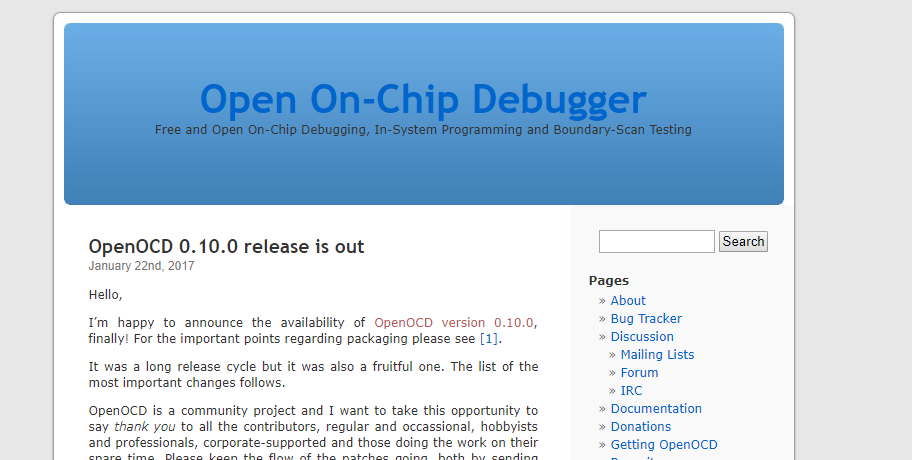 Open On-Chip Debugger
Free and Open On-Chip Debugging, In-System Programming and Boundary-Scan Testing
OpenOCD 0.10.0 release is out
January 22nd, 2017
Hello,
I'm happy to announce the availability of OpenOCD version 0.10.0,
finally! For the important points regarding packaging please see [1].
It was a long release cycle but it was also a fruitful one. The list of the
most important changes follows.
OpenOCD is a community project and I want to take this opportunity to
say thank you to all the contributors, regular and occassional, hobbyists
and professionals, corporate-supported and those doing the work on their
spare time. Please keep the flow of the patches going, both by sending
Search
Pages
» About
» Bug Tracker
» Discussion
» Mailing Lists
» Forum
» IRC
» Documentation
» Donations
» Getting OpenOCD